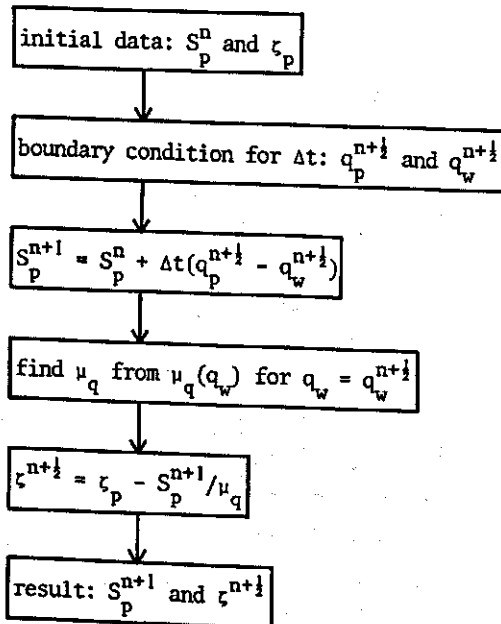 initial data: S_p^n and ζ_p
boundary condition for Δt: q_p^{n+½} and q_w^{n+½}
S_p^{n+1} = S_p^n + Δt(q_p^{n+½} - q_w^{n+½})
find μ_q from μ_q(q_w) for q_w = q_w^{n+½}
ζ^{n+½} = ζ_p - S_p^{n+1}/μ_q
result: S_p^{n+1} and ζ^{n+½}